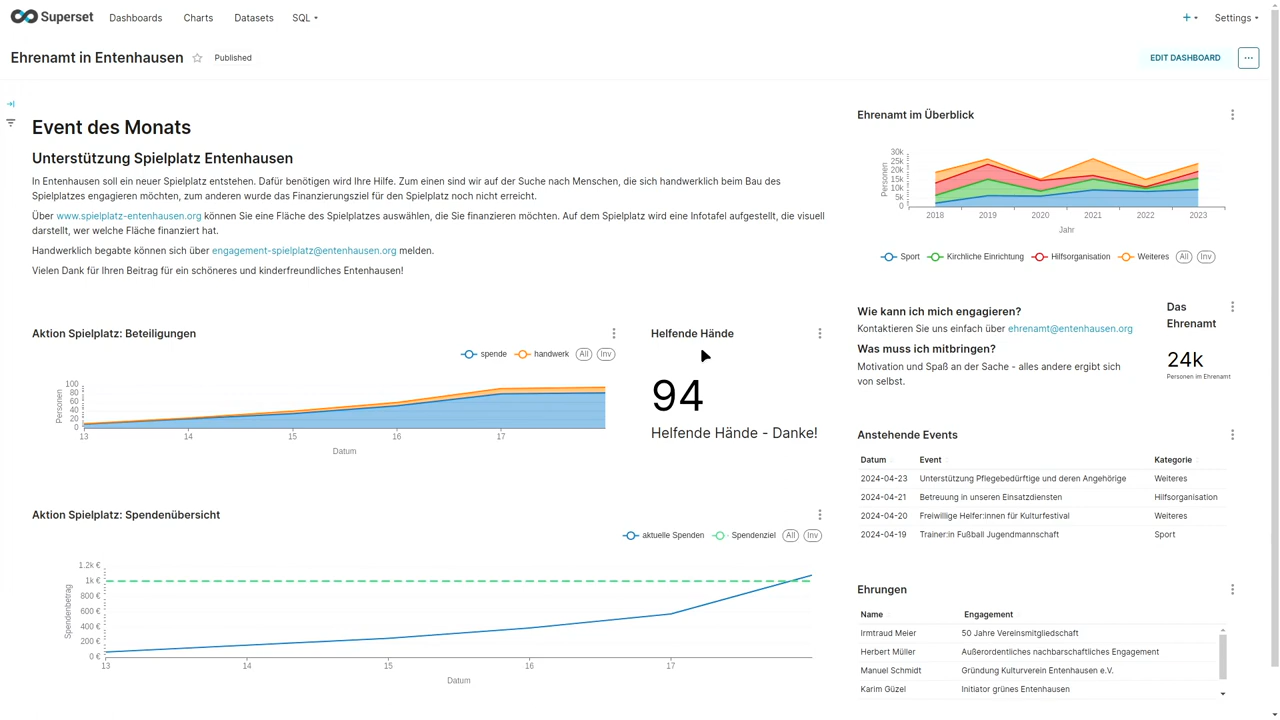 Superset
Dashboards
Charts
Datasets
SQL
Settings
Ehrenamt in Entenhausen
Published
EDIT DASHBOARD
Event des Monats
Unterstützung Spielplatz Entenhausen
In Entenhausen soll ein neuer Spielplatz entstehen. Dafür benötigen wird Ihre Hilfe. Zum einen sind wir auf der Suche nach Menschen, die sich handwerklich beim Bau des
Spielplatzes engagieren möchten, zum anderen wurde das Finanzierungsziel für den Spielplatz noch nicht erreicht.
Über www.spielplatz-entenhausen.org können Sie eine Fläche des Spielplatzes auswählen, die Sie finanzieren möchten. Auf dem Spielplatz wird eine Infotafel aufgestellt, die visuell
darstellt, wer welche Fläche finanziert hat.
Handwerklich begabte können sich über engagement-spielplatz@entenhausen.org melden.
Vielen Dank für Ihren Beitrag für ein schöneres und kinderfreundliches Entenhausen!
Aktion Spielplatz: Beteiligungen
spende
handwerk
All
Inv
Personen
100
80
60
40
20
0
13
14
15
16
17
Datum
Helfende Hände
94
Helfende Hände - Danke!
Aktion Spielplatz: Spendenübersicht
aktuelle Spenden
Spendenziel
All
Inv
Spendenbetrag
1.2k €
1k €
800 €
600 €
400 €
200 €
0 €
13
14
15
16
17
Datum
Ehrenamt im Überblick
Personen
30k
25k
20k
15k
10k
5k
0
2018
2019
2020
2021
2022
2023
Jahr
Sport
Kirchliche Einrichtung
Hilfsorganisation
Weiteres
All
Inv
Wie kann ich mich engagieren?
Kontaktieren Sie uns einfach über ehrenamt@entenhausen.org
Was muss ich mitbringen?
Motivation und Spaß an der Sache - alles andere ergibt sich
von selbst.
Das
Ehrenamt
24k
Personen im Ehrenamt
Anstehende Events
Datum Event Kategorie
2024-04-23 Unterstützung Pflegebedürftige und deren Angehörige Weiteres
2024-04-21 Betreuung in unseren Einsatzdiensten Hilfsorganisation
2024-04-20 Freiwillige Helfer:innen für Kulturfestival Weiteres
2024-04-19 Trainer:in Fußball Jugendmannschaft Sport
Ehrungen
Name Engagement
Irmtraud Meier 50 Jahre Vereinsmitgliedschaft
Herbert Müller Außerordentliches nachbarschaftliches Engagement
Manuel Schmidt Gründung Kulturverein Entenhausen e.V.
Karim Güzel Initiator grünes Entenhausen